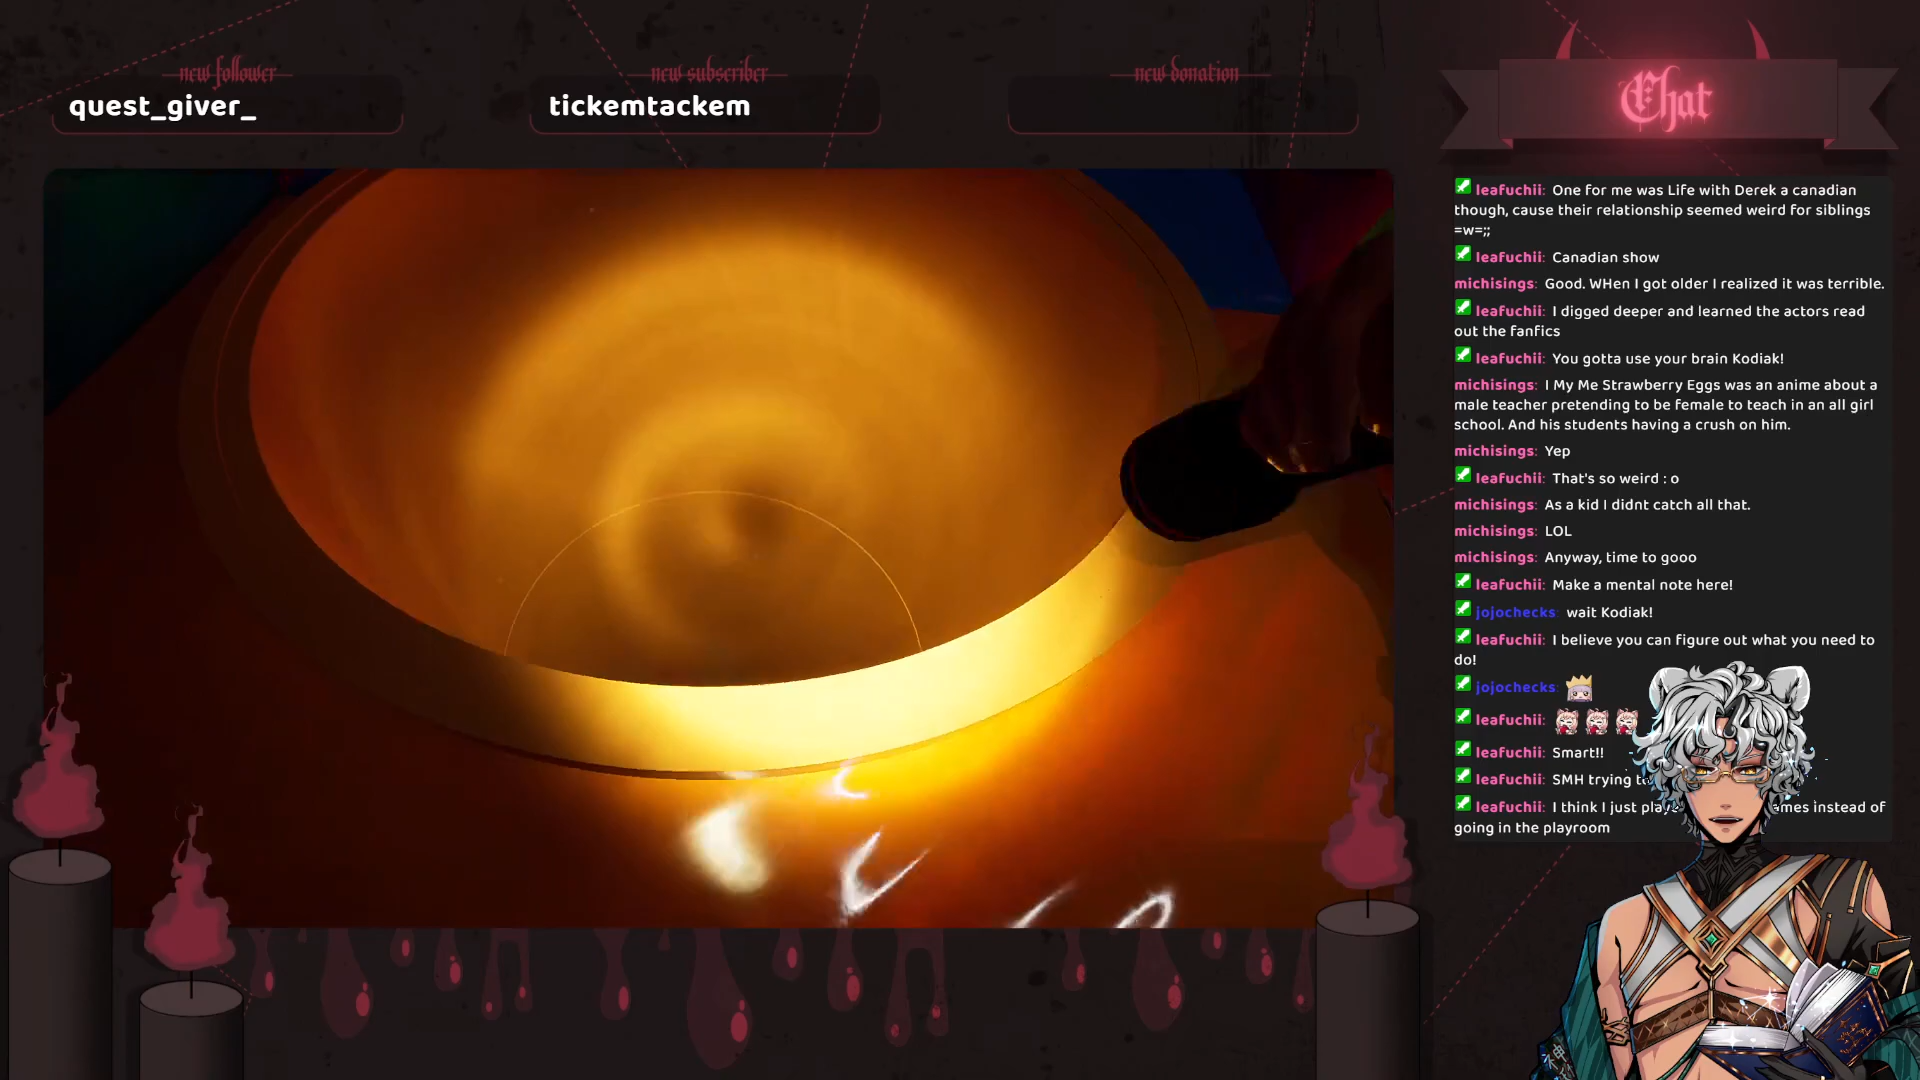 new follower
new subscriber
new donation
Chat
quest_giver_
tickemtackem
leafuchii: One for me was Life with Derek a canadian
though, cause their relationship seemed weird for siblings
=w=;;
leafuchii: Canadian show
michisings: Good. WHen I got older I realized it was terrible.
leafuchii: I digged deeper and learned the actors read
out the fanfics
leafuchii: You gotta use your brain Kodiak!
michisings: I My Me Strawberry Eggs was an anime about a
male teacher pretending to be female to teach in an all girl
school. And his students having a crush on him.
michisings: Yep
leafuchii: That's so weird : o
michisings: As a kid I didnt catch all that.
michisings: LOL
michisings: Anyway, time to gooo
leafuchii: Make a mental note here!
jojochecks: wait Kodiak!
leafuchii: I believe you can figure out what you need to
do!
jojochecks:
leafuchii:
leafuchii: Smart!!
leafuchii: SMH trying
leafuchii: I think I just instead of
going in the playroom